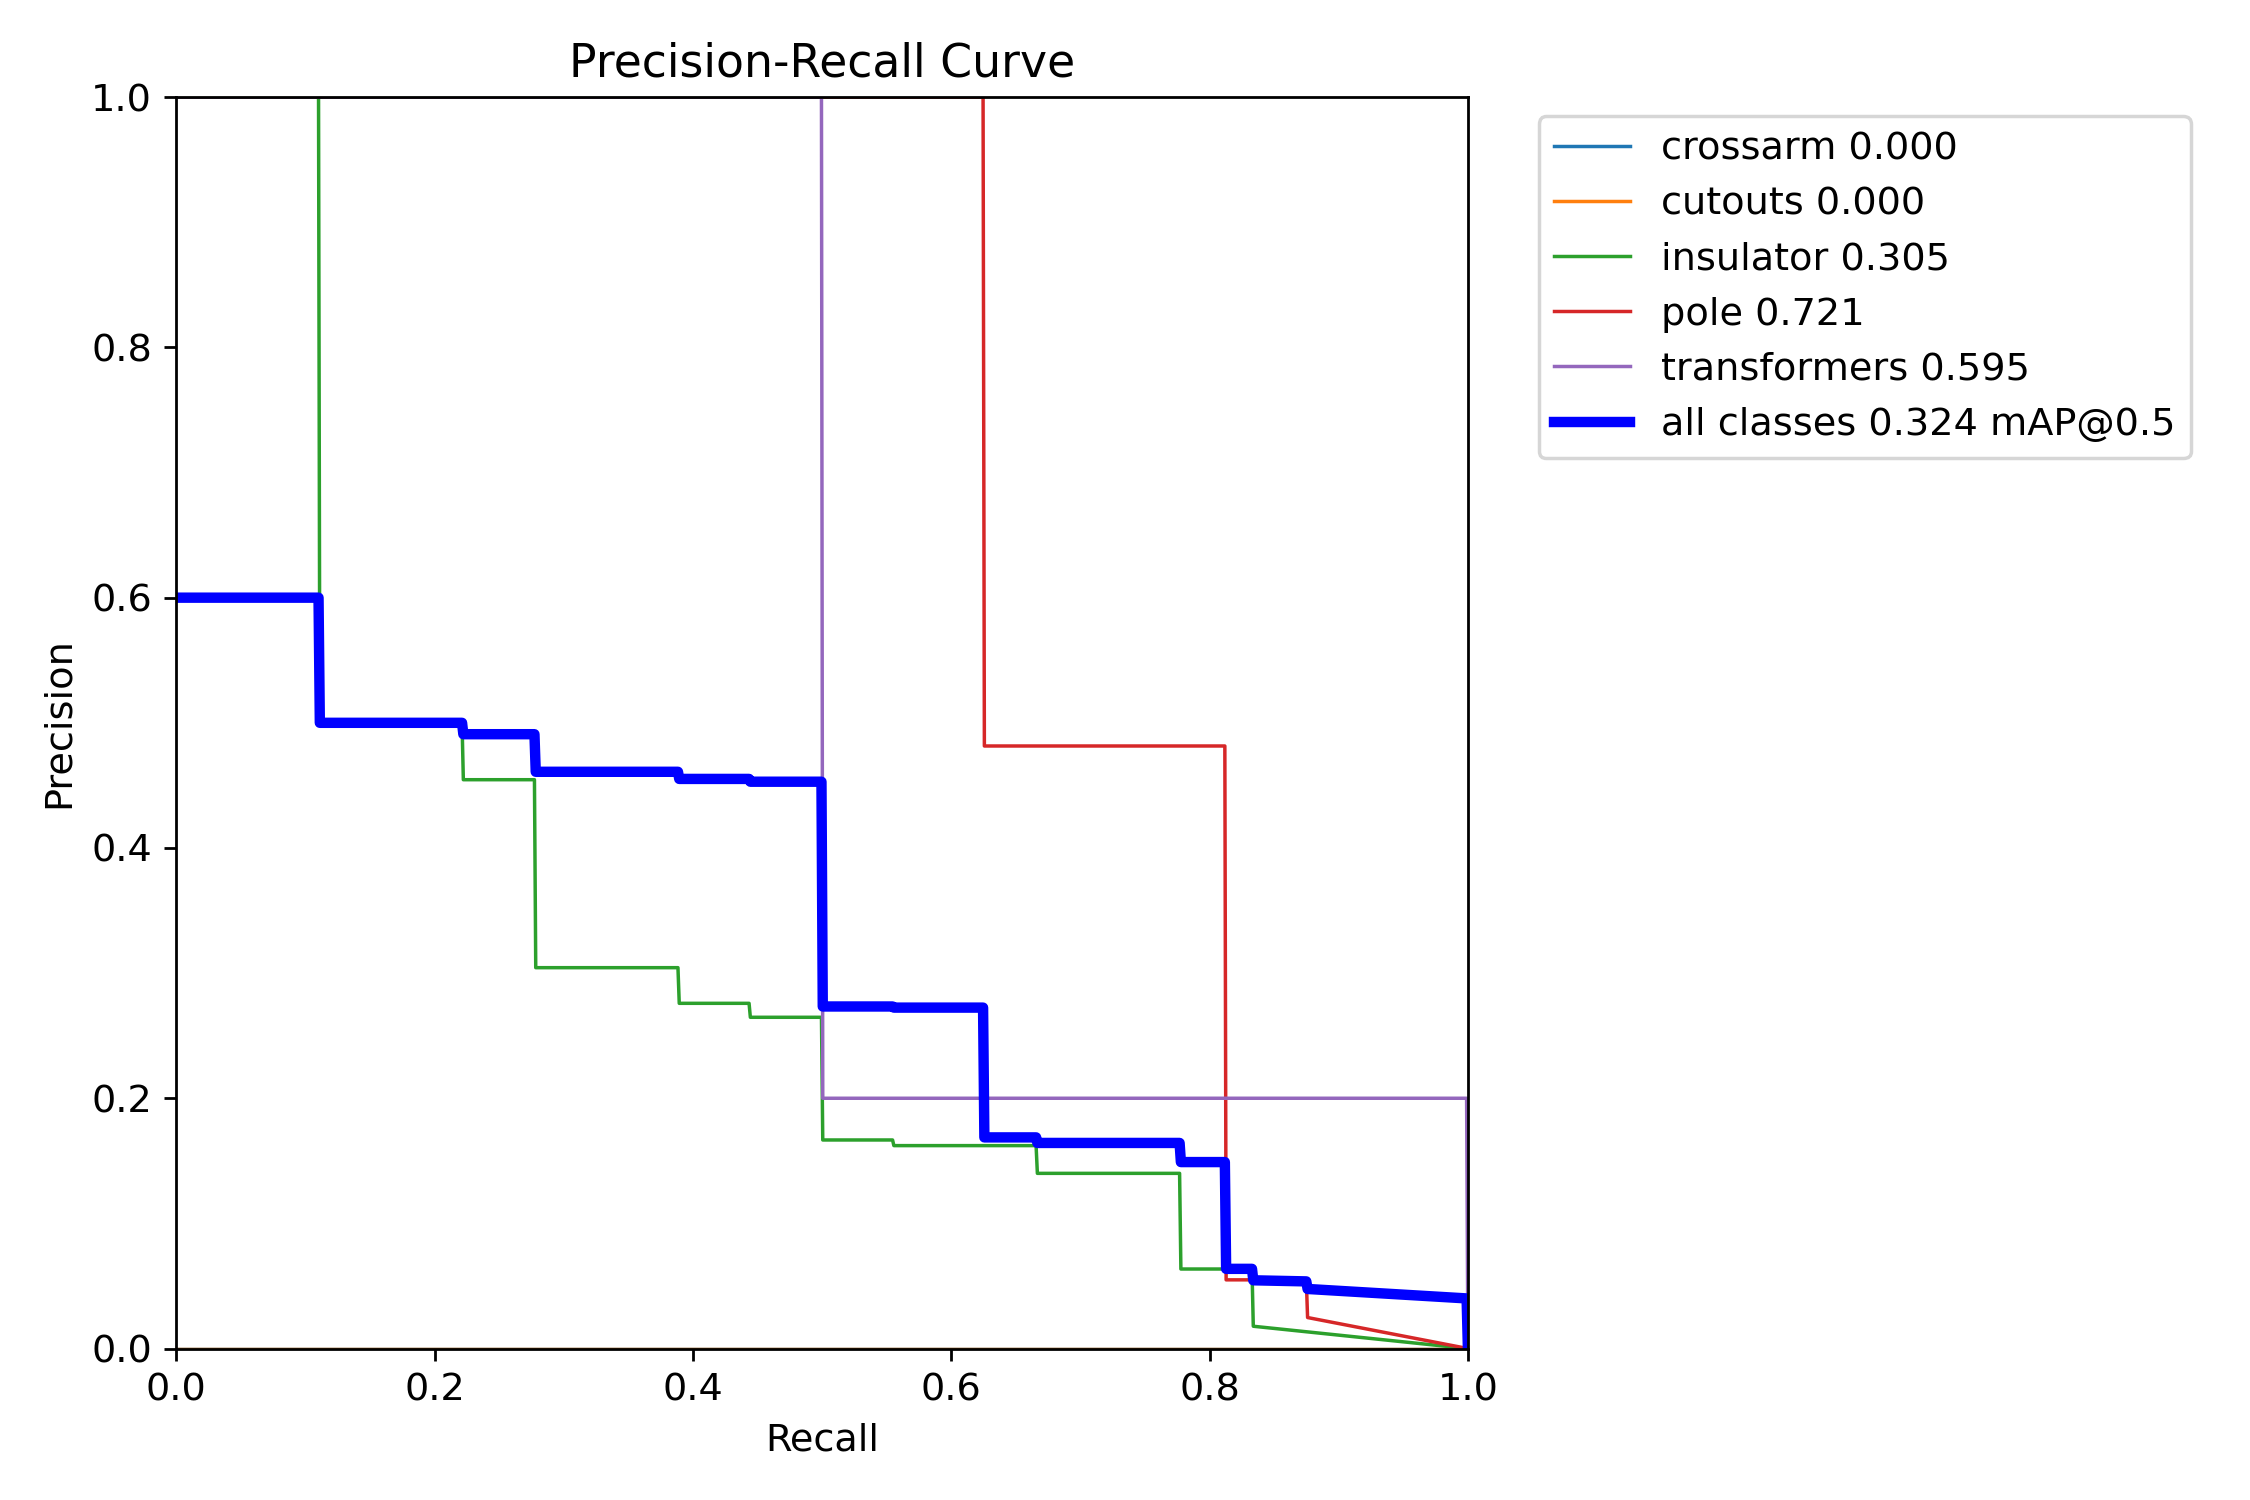 Precision-Recall Curve
1.0
0.8
0.6
0.4
0.2
0.0
Precision
0.0 0.2 0.4 0.6 0.8 1.0
Recall
crossarm 0.000
cutouts 0.000
insulator 0.305
pole 0.721
transformers 0.595
all classes 0.324 mAP@0.5